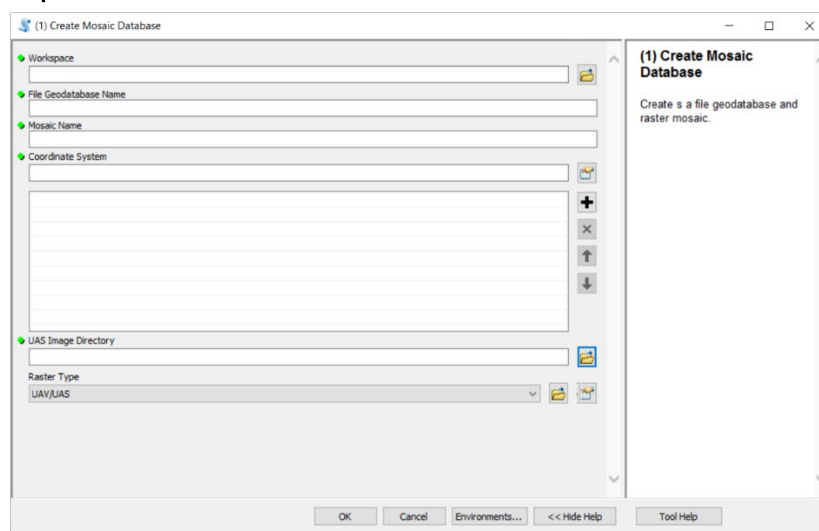 (1) Create Mosaic Database
Workspace
File Geodatabase Name
Mosaic Name
Coordinate System
UAS Image Directory
Raster Type
UAV/UAS
(1) Create Mosaic
Database
Create s a file geodatabase and
raster mosaic.
OK
Cancel
Environments...
<< Hide Help
Tool Help